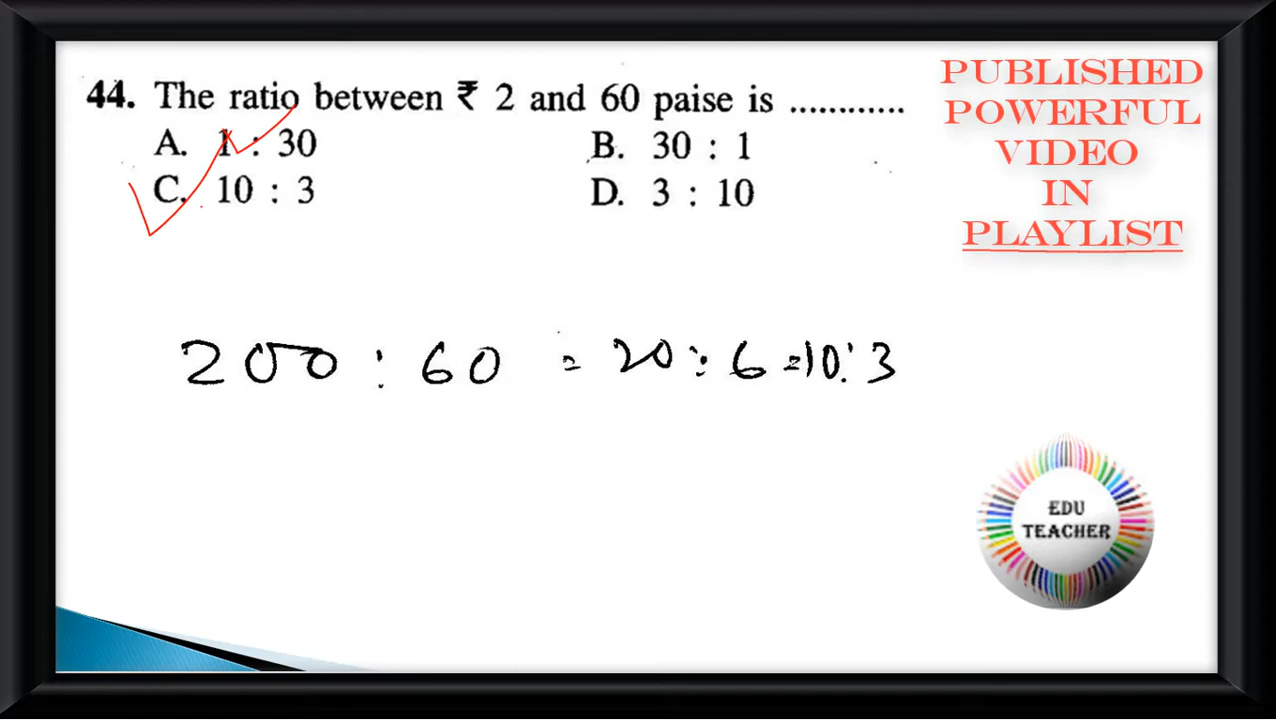 44. The ratio between ₹ 2 and 60 paise is ............
A. 1 : 30
B. 30 : 1
C. 10 : 3
D. 3 : 10
200 : 60 = 20 : 6 = 10 : 3
PUBLISHED
POWERFUL
VIDEO
IN
PLAYLIST
EDU
TEACHER